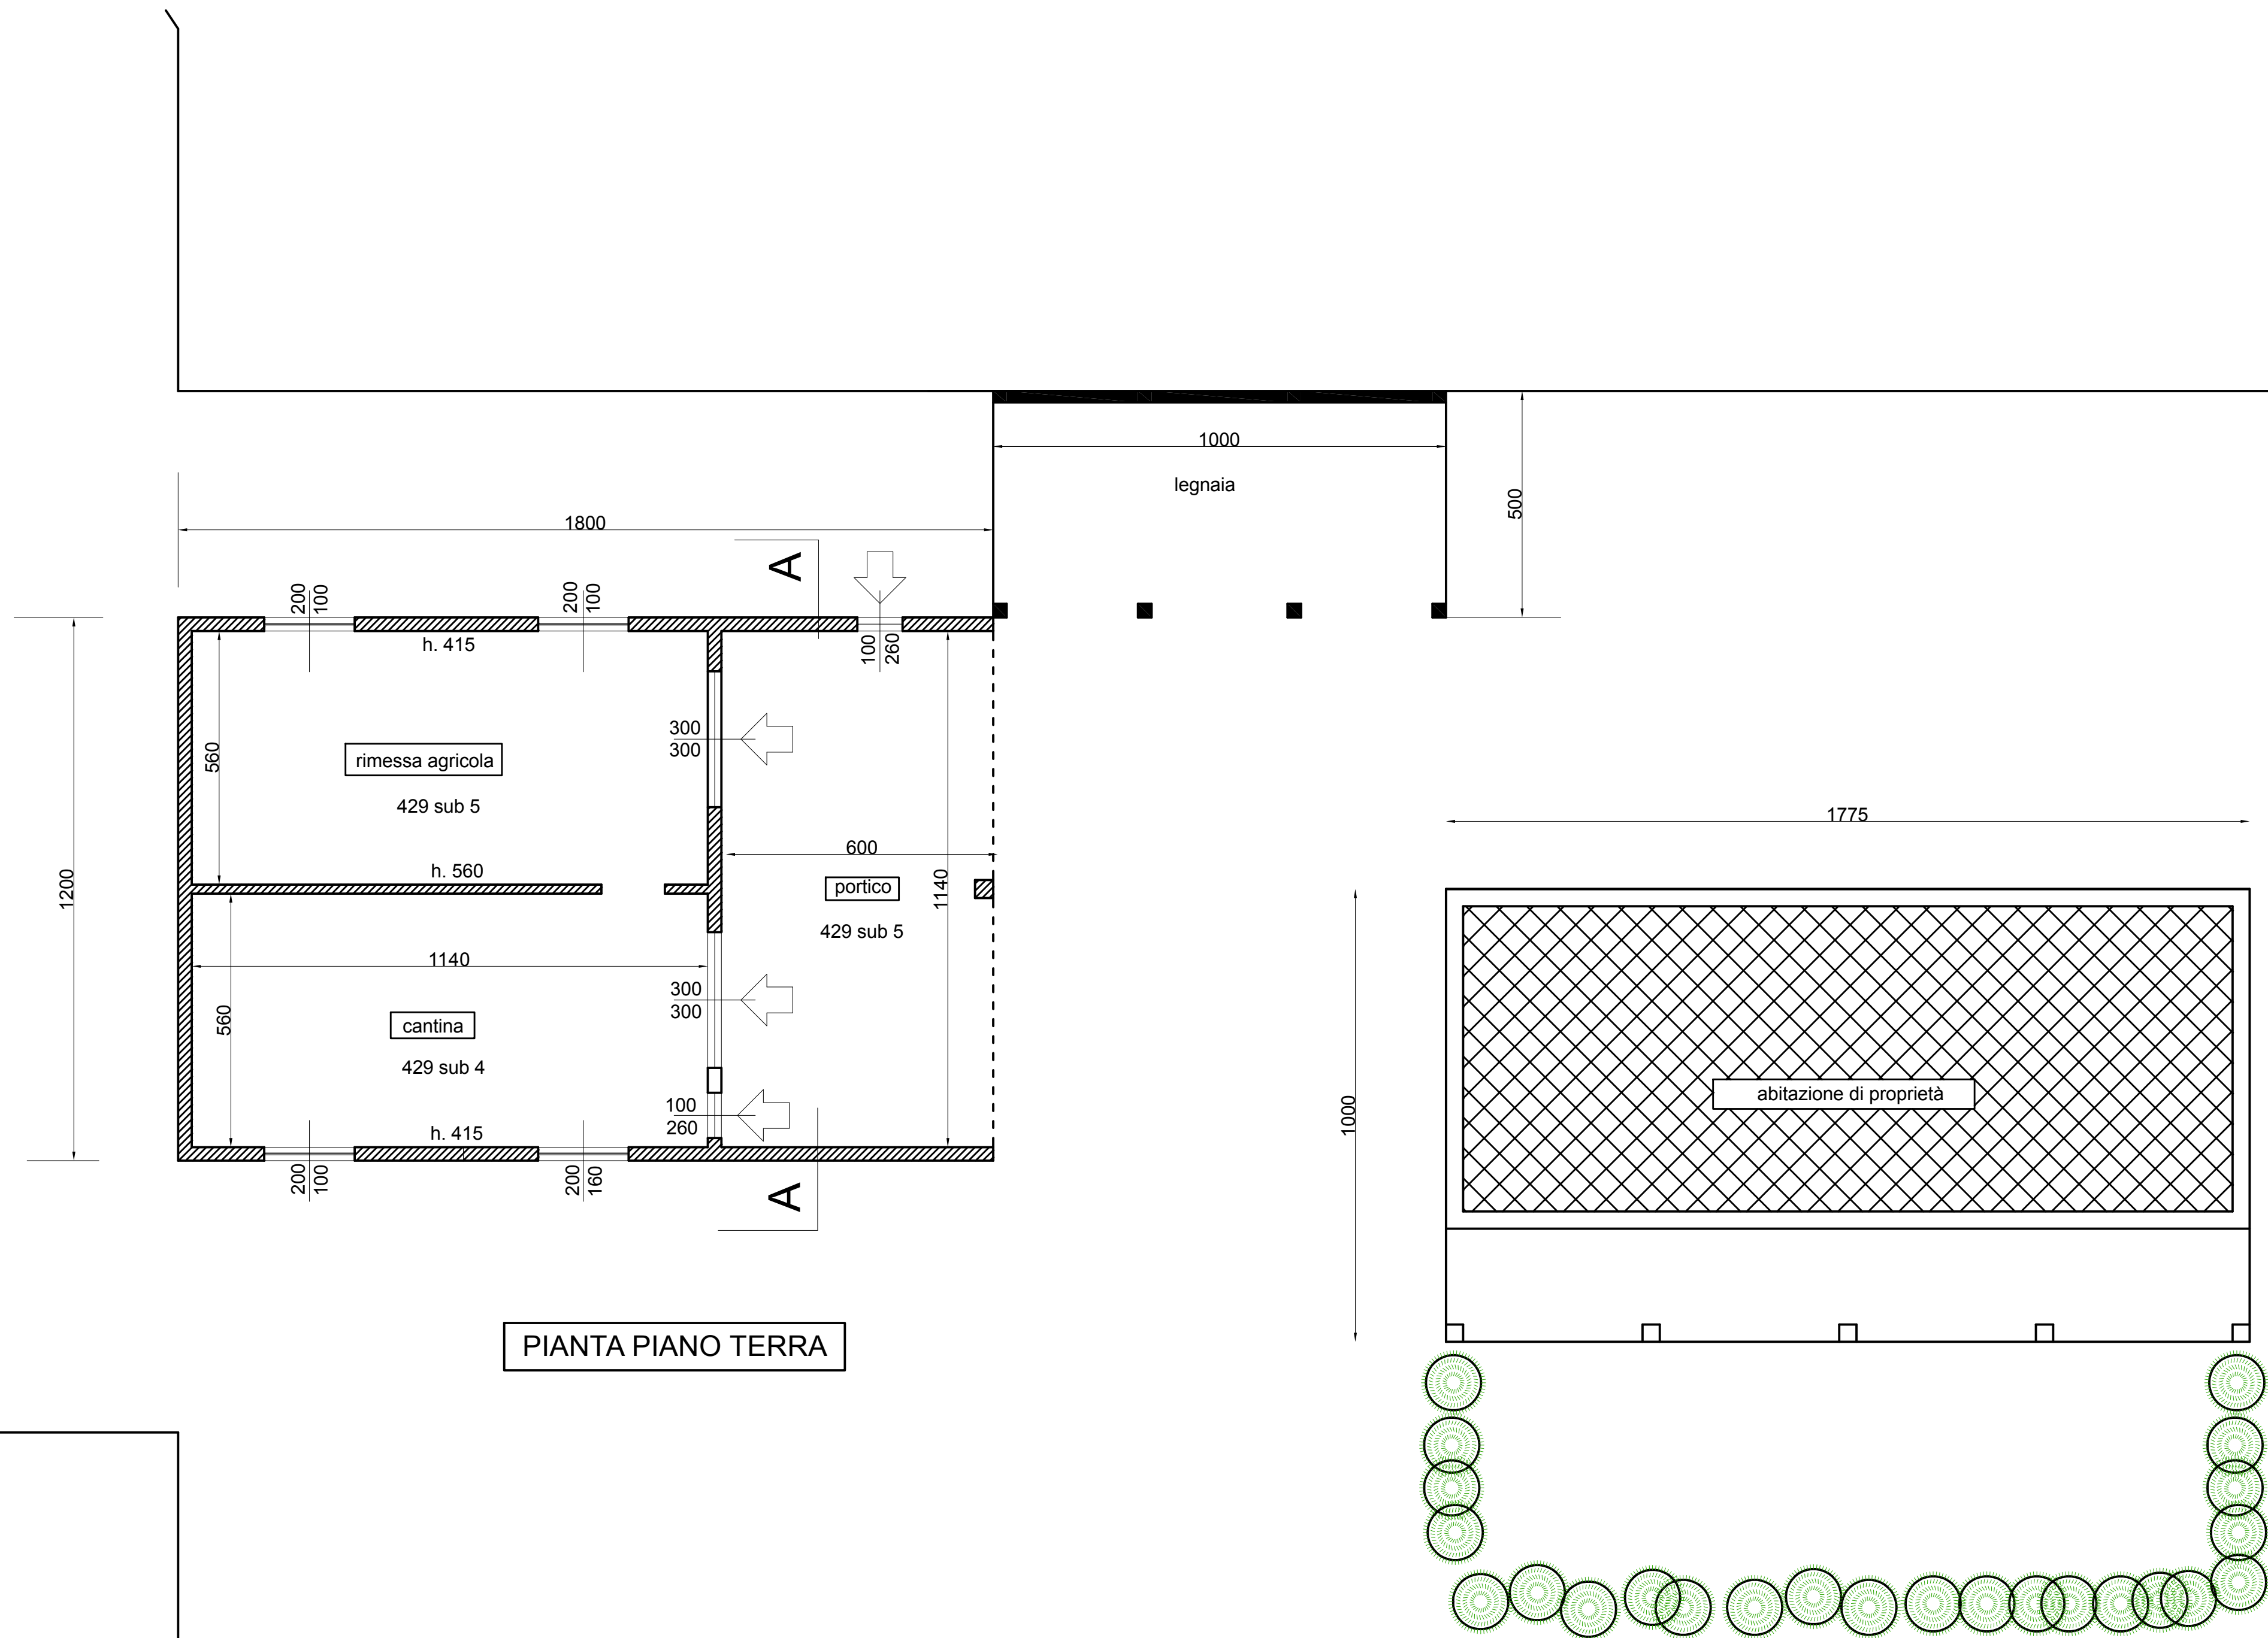 1000
legnaia
500
1800
A
200
100
200
100
h. 415
100
260
300
300
560
rimessa agricola
429 sub 5
1775
600
h. 560
portico
1140
1200
429 sub 5
1140
300
300
560
cantina
429 sub 4
abitazione di proprietà
1000
100
260
h. 415
200
100
200
160
A
PIANTA PIANO TERRA